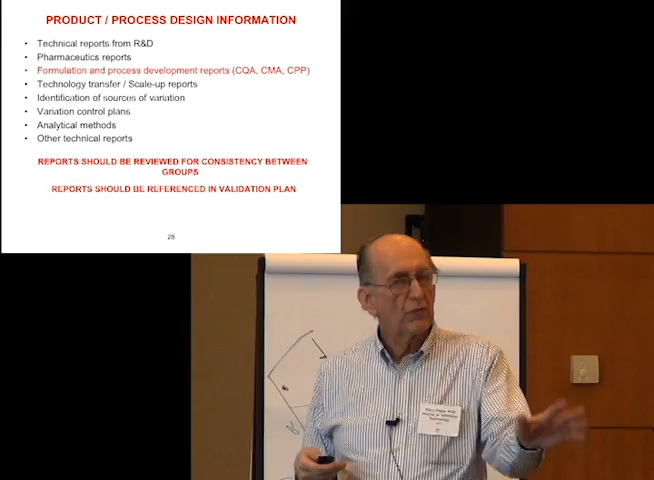 PRODUCT / PROCESS DESIGN INFORMATION
• Technical reports from R&D
• Pharmaceutics reports
• Formulation and process development reports (CQA, CMA, CPP)
• Technology transfer / Scale-up reports
• Identification of sources of variation
• Variation control plans
• Analytical methods
• Other technical reports
REPORTS SHOULD BE REVIEWED FOR CONSISTENCY BETWEEN
GROUPS
REPORTS SHOULD BE REFERENCED IN VALIDATION PLAN
28